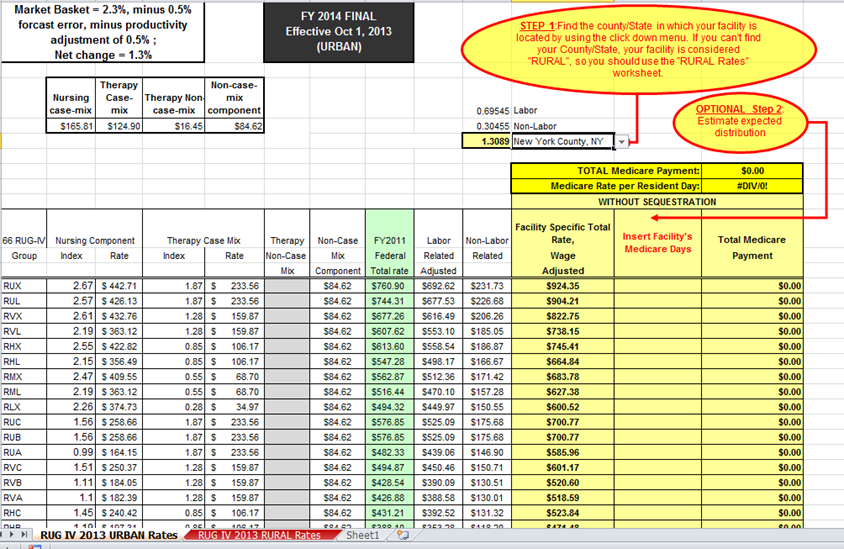 Market Basket = 2.3%, minus 0.5%
forcast error, minus productivity
adjustment of 0.5% ;
Net change = 1.3%
FY 2014 FINAL
Effective Oct 1, 2013
(URBAN)
STEP 1:Find the county/State in which your facility is
located by using the click down menu. If you can't find
your County/State, your facility is considered
"RURAL", so you should use the "RURAL Rates"
worksheet.
Nursing case-mix Therapy Case-mix Therapy Non-case-mix Non-case-mix component
$165.81 $124.90 $16.45 $84.62
0.69545 Labor
0.30455 Non-Labor
1.3089 New York County, NY
OPTIONAL Step 2:
Estimate expected
distribution
TOTAL Medicare Payment: $0.00
Medicare Rate per Resident Day: #DIV/0!
WITHOUT SEQUESTRATION
66 RUG-IV Group Nursing Component Index Rate Therapy Case Mix Index Rate Therapy Non-Case Mix Non-Case Mix Component FY2011 Federal Total rate Labor Related Adjusted Non-Labor Related Facility Specific Total Rate, Wage Adjusted Insert Facility's Medicare Days Total Medicare Payment
RUX 2.67 $ 442.71 1.87 $ 233.56 $84.62 $760.90 $692.62 $231.73 $924.35 $0.00
RUL 2.57 $ 426.13 1.87 $ 233.56 $84.62 $744.31 $677.53 $226.68 $904.21 $0.00
RVX 2.61 $ 432.76 1.28 $ 159.87 $84.62 $677.26 $616.49 $206.26 $822.75 $0.00
RVL 2.19 $ 363.12 1.28 $ 159.87 $84.62 $607.62 $553.10 $185.05 $738.15 $0.00
RHX 2.55 $ 422.82 0.85 $ 106.17 $84.62 $613.60 $558.54 $186.87 $745.41 $0.00
RHL 2.15 $ 356.49 0.85 $ 106.17 $84.62 $547.28 $498.17 $166.67 $664.84 $0.00
RMX 2.47 $ 409.55 0.55 $ 68.70 $84.62 $562.87 $512.36 $171.42 $683.78 $0.00
RML 2.19 $ 363.12 0.55 $ 68.70 $84.62 $516.44 $470.10 $157.28 $627.38 $0.00
RLX 2.26 $ 374.73 0.28 $ 34.97 $84.62 $494.32 $449.97 $150.55 $600.52 $0.00
RUC 1.56 $ 258.66 1.87 $ 233.56 $84.62 $576.85 $525.09 $175.68 $700.77 $0.00
RUB 1.56 $ 258.66 1.87 $ 233.56 $84.62 $576.85 $525.09 $175.68 $700.77 $0.00
RUA 0.99 $ 164.15 1.87 $ 233.56 $84.62 $482.33 $439.06 $146.90 $585.96 $0.00
RVC 1.51 $ 250.37 1.28 $ 159.87 $84.62 $494.87 $450.46 $150.71 $601.17 $0.00
RVB 1.11 $ 184.05 1.28 $ 159.87 $84.62 $428.54 $390.09 $130.51 $520.60 $0.00
RVA 1.1 $ 182.39 1.28 $ 159.87 $84.62 $426.88 $388.58 $130.01 $518.59 $0.00
RHC 1.45 $ 240.42 0.85 $ 106.17 $84.62 $431.21 $392.52 $131.32 $523.84 $0.00
RUG IV 2013 URBAN Rates RUG IV 2013 RURAL Rates Sheet1